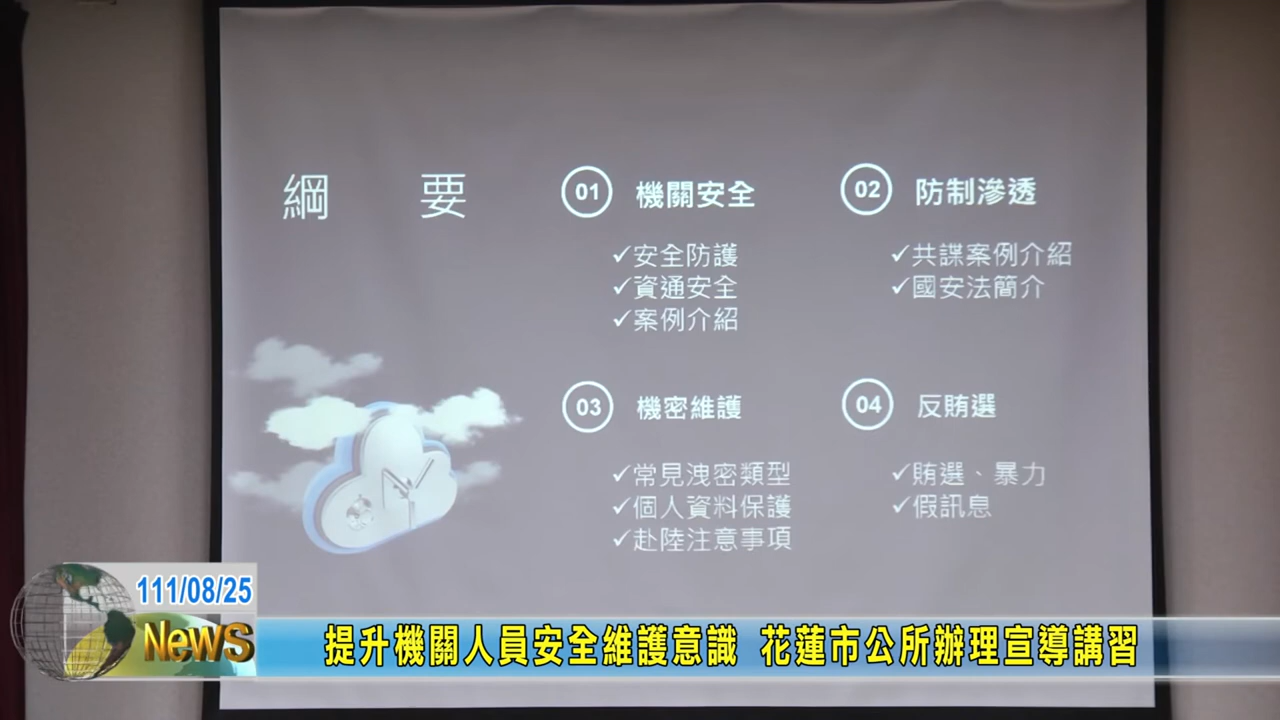 綱 要
01 機關安全
✓安全防護
✓資通安全
✓案例介紹
02 防制滲透
✓共諜案例介紹
✓國安法簡介
03 機密維護
✓常見洩密類型
✓個人資料保護
✓赴陸注意事項
04 反賄選
✓賄選、暴力
✓假訊息
111/08/25
News
提升機關人員安全維護意識 花蓮市公所辦理宣導講習